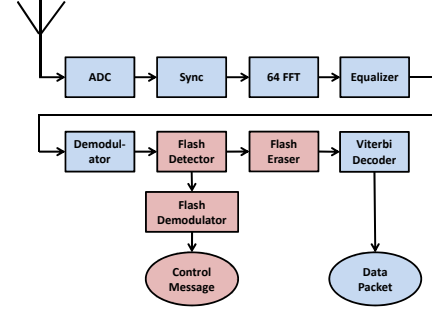 ADC
Sync
64 FFT
Equalizer
Demodul-
ator
Flash
Detector
Flash
Eraser
Viterbi
Decoder
Flash
Demodulator
Control
Message
Data
Packet